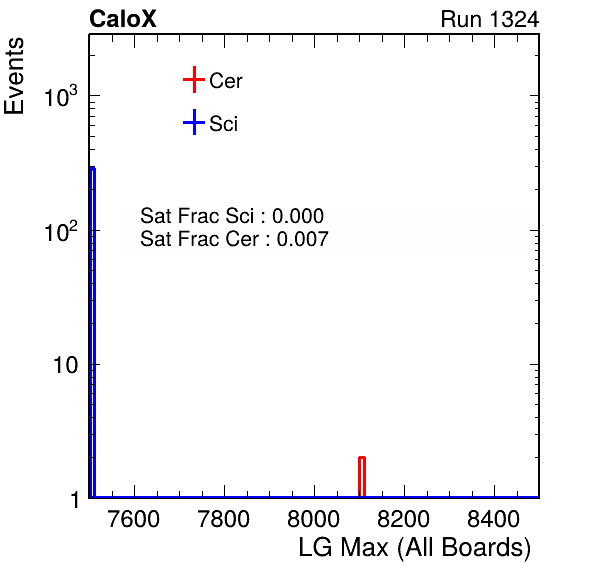 CaloX Run 1324
Events
10³
10²
10
1
Cer
Sci
Sat Frac Sci : 0.000
Sat Frac Cer : 0.007
7600 7800 8000 8200 8400
LG Max (All Boards)